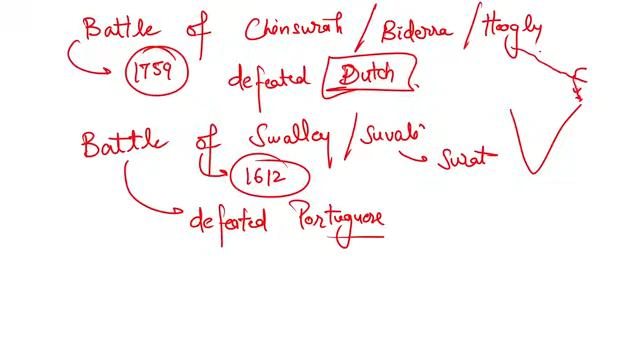 Battle of Chinsurah / Biderra / Hoogly
1759 defeated Dutch
Battle of Swalley / Suvali
1612 Surat
defeated Portuguese